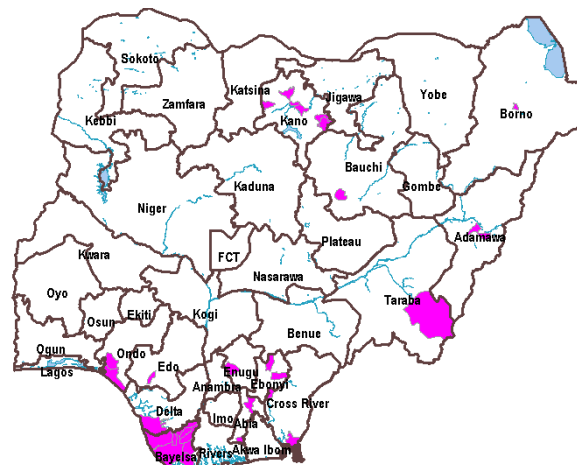 Sokoto
Katsina
Jigawa
Yobe
Zamfara
Borno
Kebbi
Kano
Bauchi
Gombe
Kaduna
Niger
Adamawa
Plateau
Kwara
FCT
Nasarawa
Taraba
Oyo
Kogi
Osun
Ekiti
Benue
Ogun
Ondo
Edo
Enugu
Lagos
Anambra
Ebonyi
Cross River
Delta
Imo
Abia
Bayelsa
Rivers
Akwa Ibom